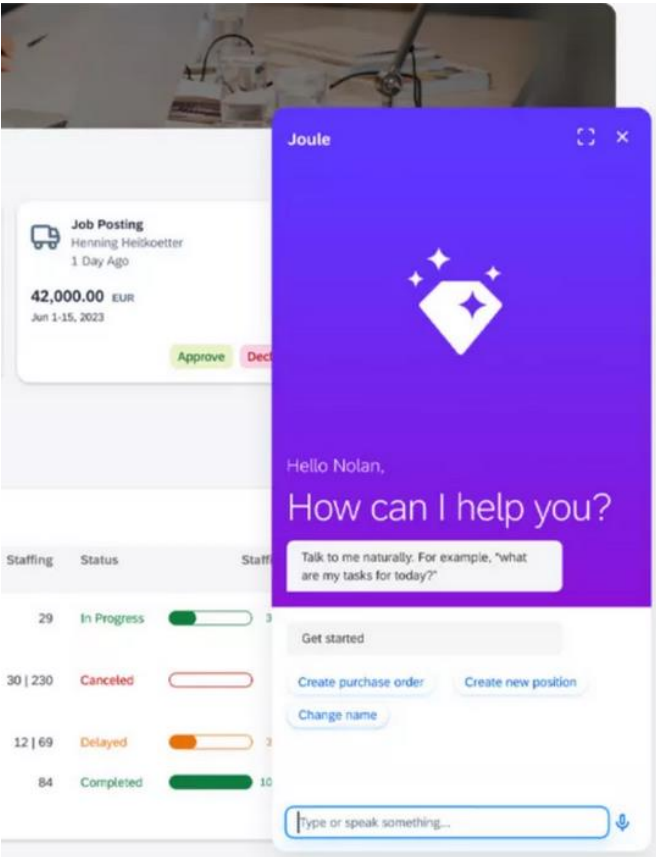 Joule
Job Posting
Henning Heitkoetter
1 Day Ago
42,000.00 EUR
Jun 1-15, 2023
Approve
Hello Nolan,
How can I help you?
Talk to me naturally. For example, "what
are my tasks for today?"
Get started
Create purchase order
Create new position
Change name
Type or speak something...
Staffing Status
29 In Progress
30 | 230 Canceled
12 | 69 Delayed
84 Completed